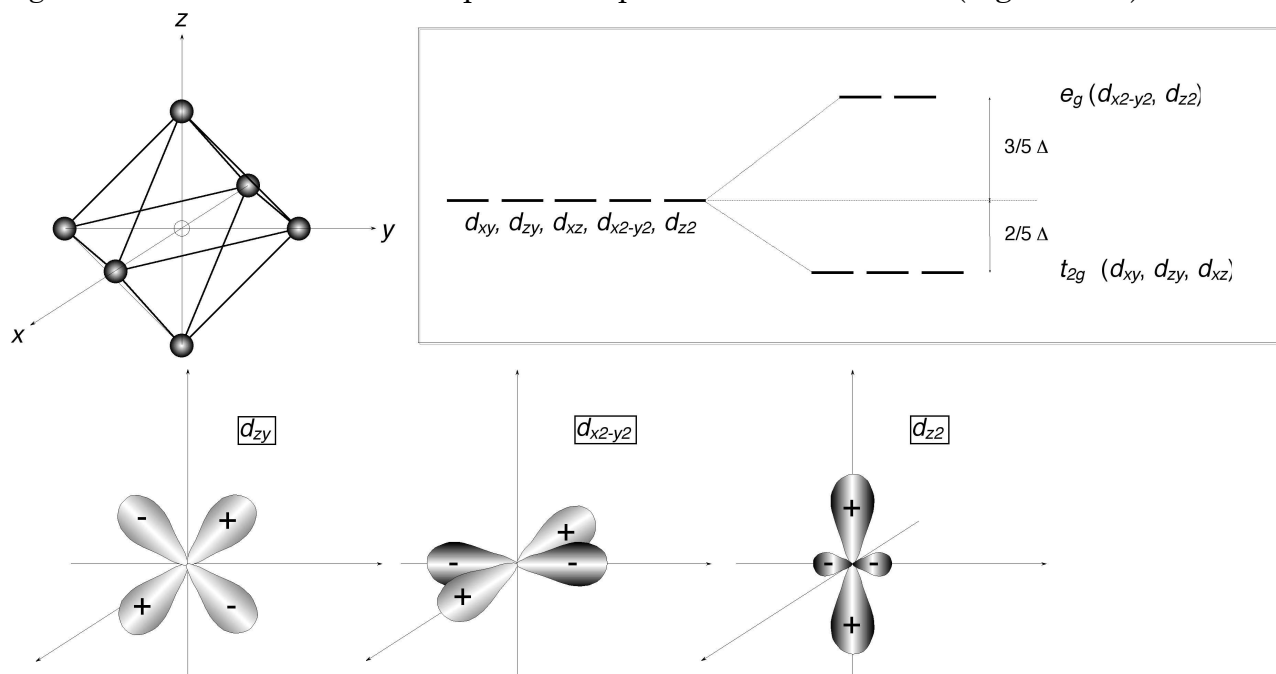 z
y
x
e_g (d_x2-y2, d_z2)
3/5 Δ
d_xy, d_zy, d_xz, d_x2-y2, d_z2
2/5 Δ
t_2g (d_xy, d_zy, d_xz)
d_zy
d_x2-y2
d_z2
- +
+ -
+
- -
+
+
- -
+